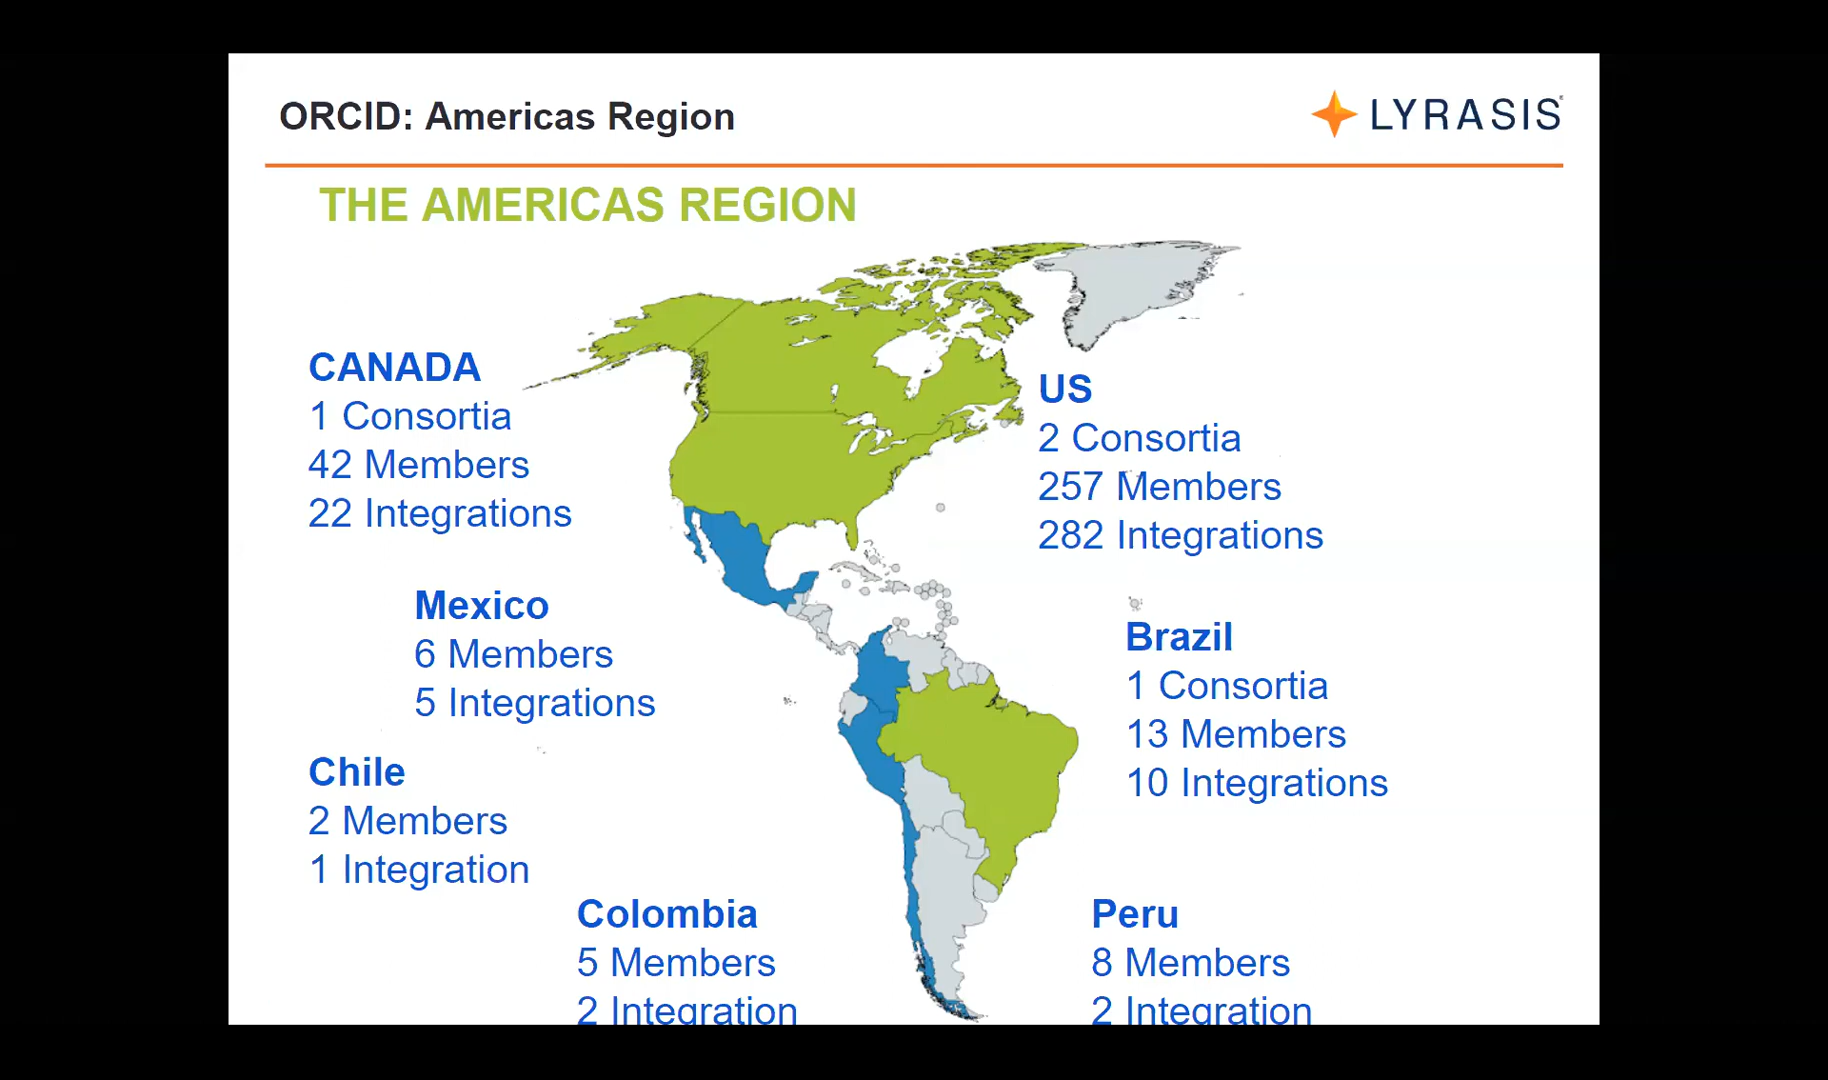 ORCID: Americas Region
LYRASIS
THE AMERICAS REGION
CANADA
1 Consortia
42 Members
22 Integrations
US
2 Consortia
257 Members
282 Integrations
Mexico
6 Members
5 Integrations
Brazil
1 Consortia
13 Members
10 Integrations
Chile
2 Members
1 Integration
Colombia
5 Members
2 Integration
Peru
8 Members
2 Integration